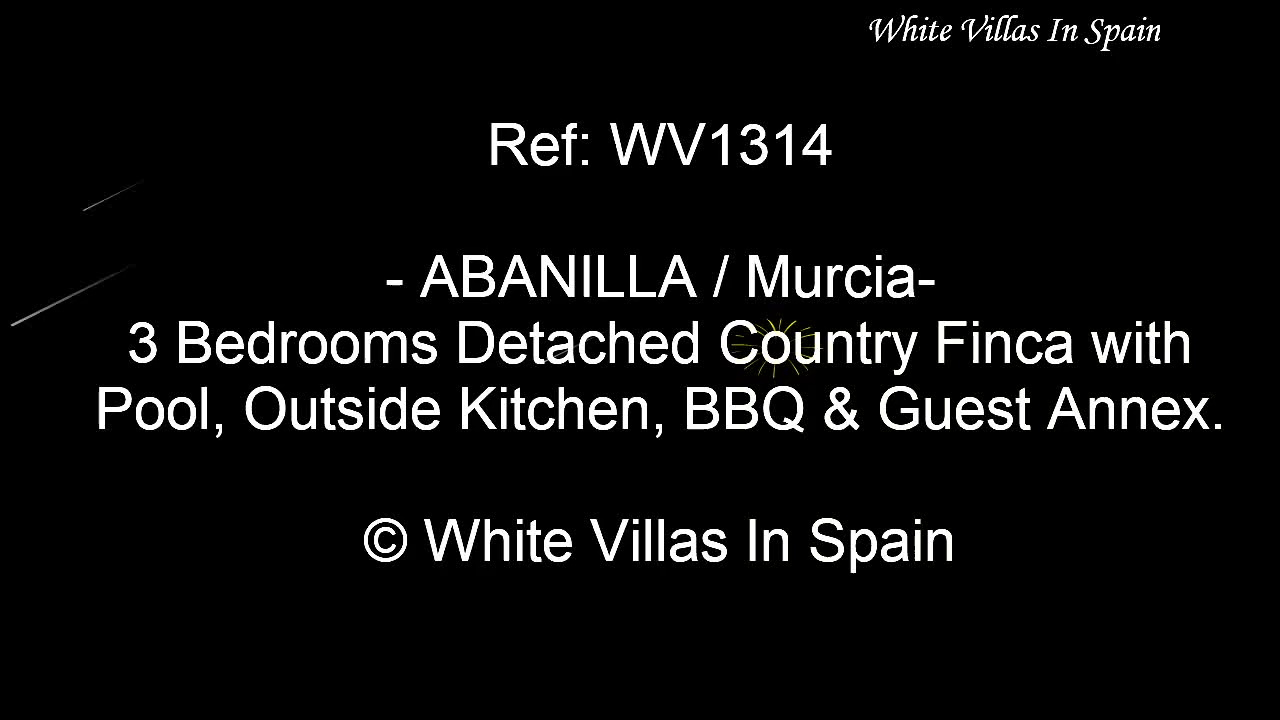 White Villas In Spain
Ref: WV1314
- ABANILLA / Murcia-
3 Bedrooms Detached Country Finca with
Pool, Outside Kitchen, BBQ & Guest Annex.
© White Villas In Spain